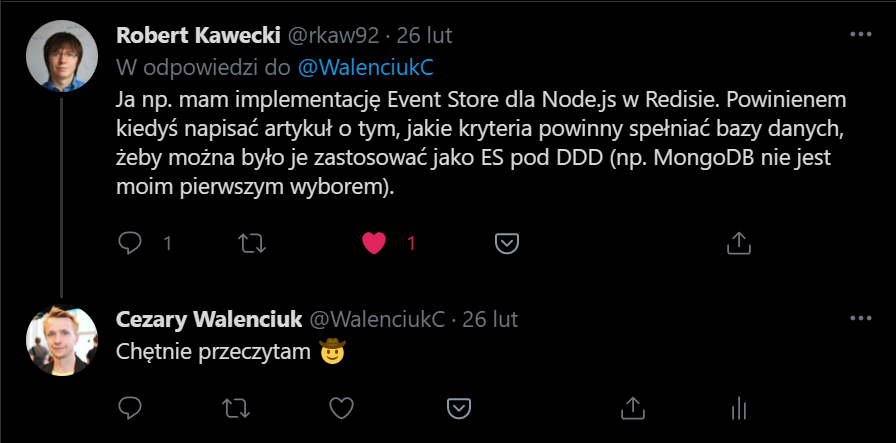 Robert Kawecki @rkaw92 · 26 lut
W odpowiedzi do @WalenciukC
Ja np. mam implementację Event Store dla Node.js w Redisie. Powinienem
kiedyś napisać artykuł o tym, jakie kryteria powinny spełniać bazy danych,
żeby można było je zastosować jako ES pod DDD (np. MongoDB nie jest
moim pierwszym wyborem).
1 1
Cezary Walenciuk @WalenciukC · 26 lut
Chętnie przeczytam 🤠